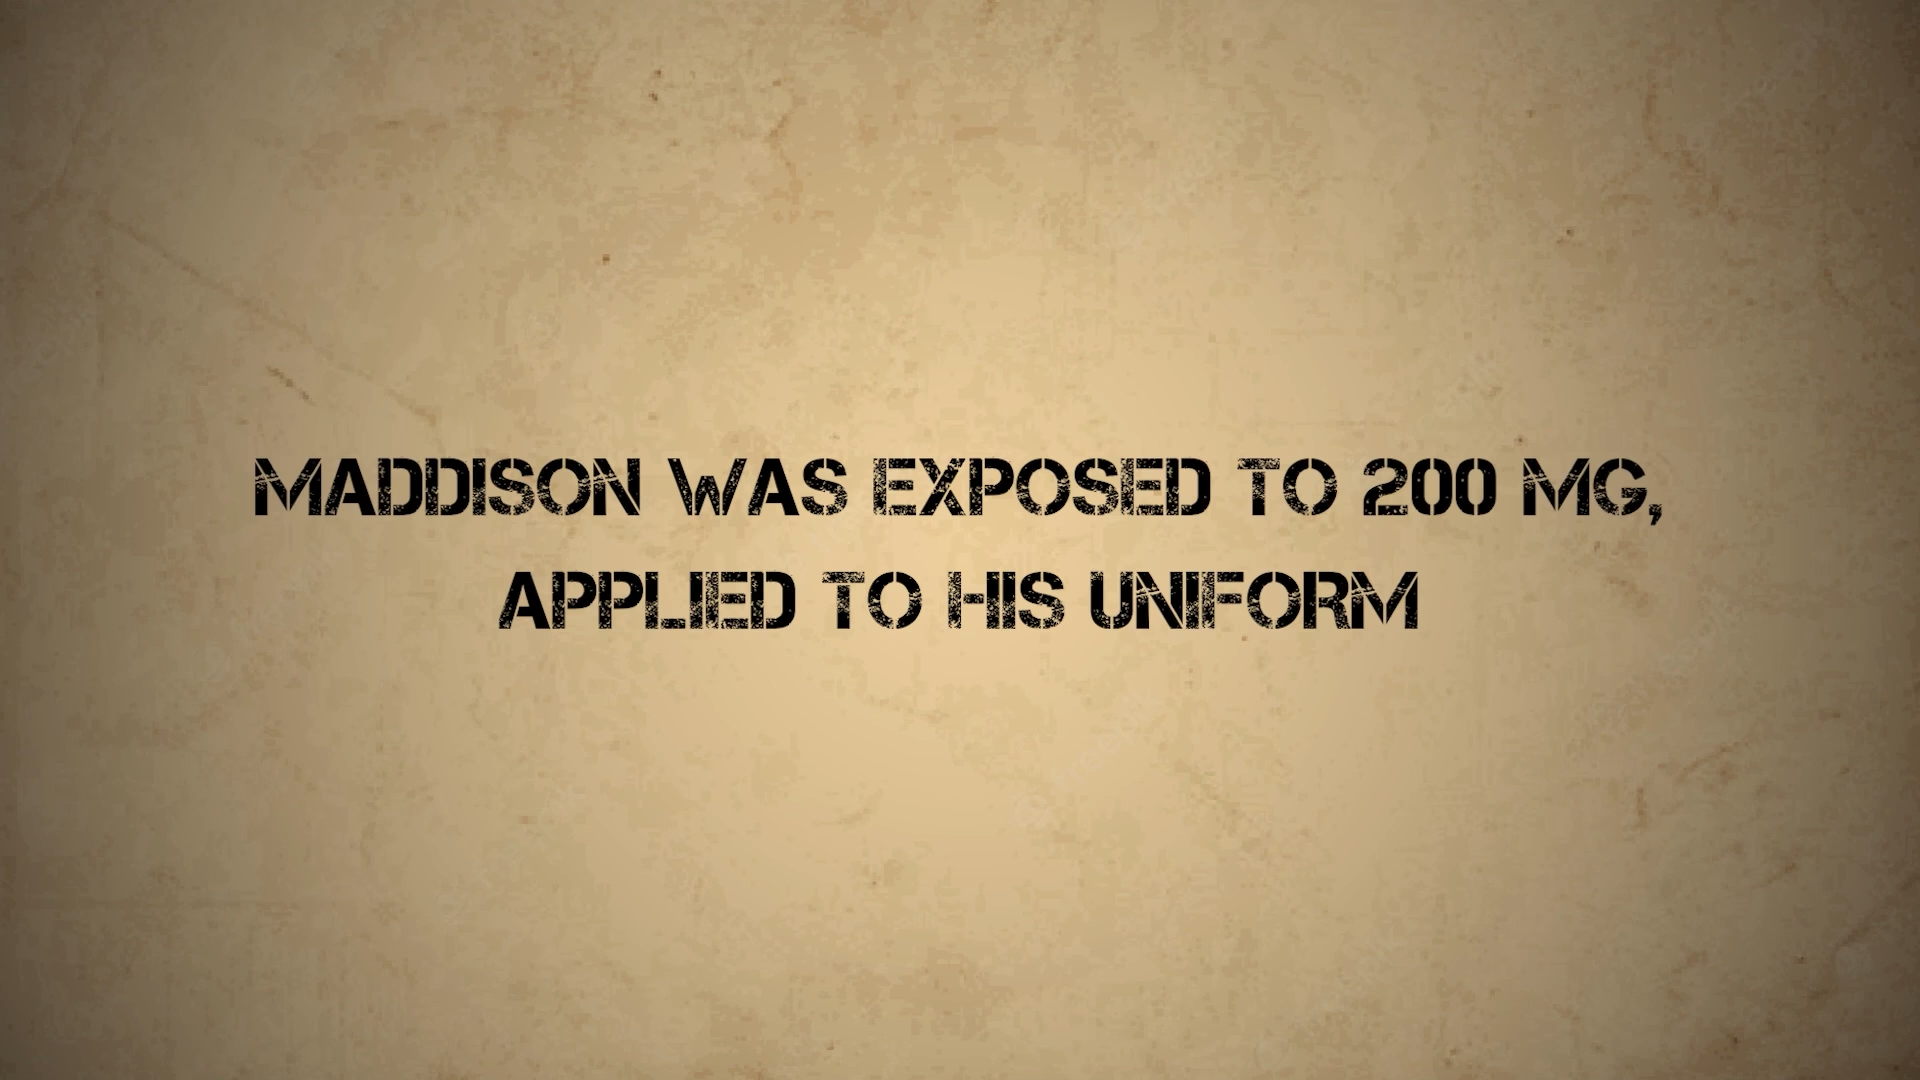 MADDISON WAS EXPOSED TO 200 MG,
APPLIED TO HIS UNIFORM